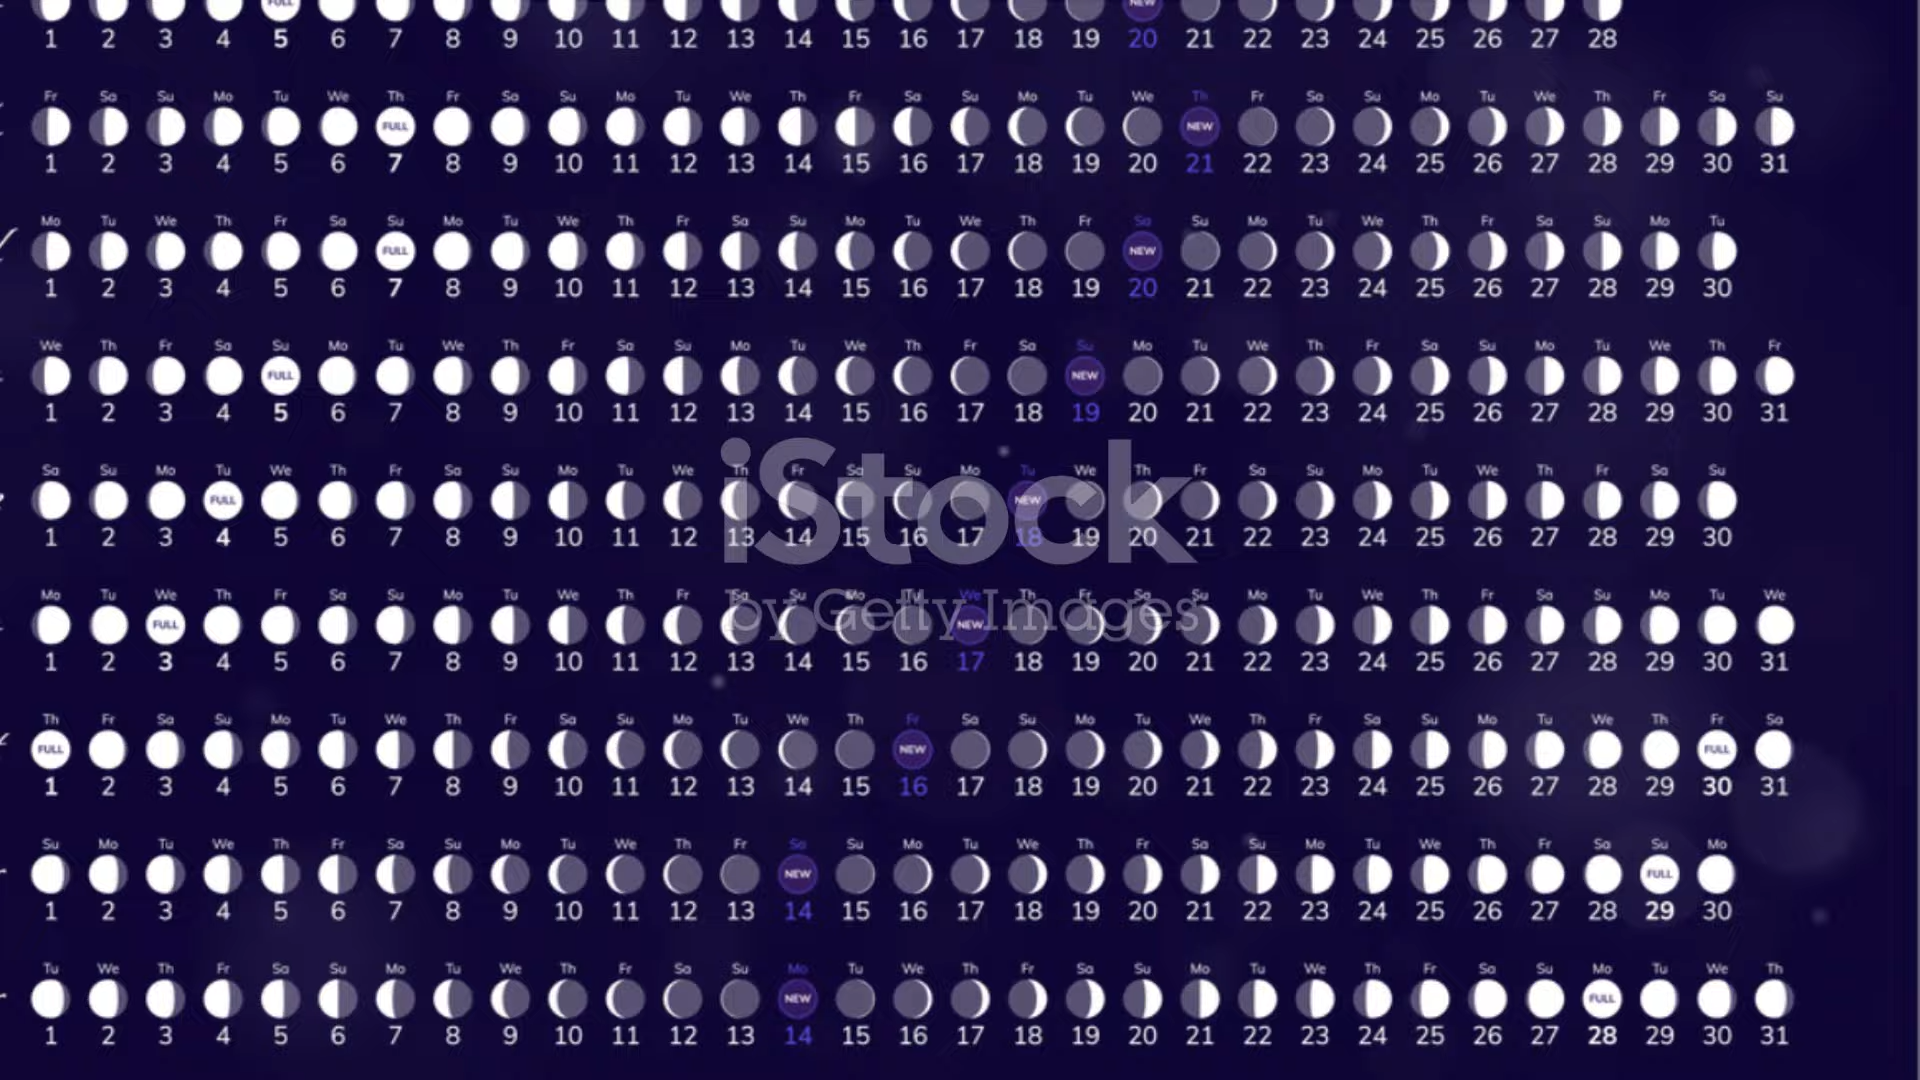 FULL NEW
1 2 3 4 5 6 7 8 9 10 11 12 13 14 15 16 17 18 19 20 21 22 23 24 25 26 27 28
Fr Sa Su Mo Tu We Th Fr Sa Su Mo Tu We Th Fr Sa Su Mo Tu We Th Fr Sa Su Mo Tu We Th Fr Sa Su
FULL NEW
1 2 3 4 5 6 7 8 9 10 11 12 13 14 15 16 17 18 19 20 21 22 23 24 25 26 27 28 29 30 31
Mo Tu We Th Fr Sa Su Mo Tu We Th Fr Sa Su Mo Tu We Th Fr Sa Su Mo Tu We Th Fr Sa Su Mo Tu
FULL NEW
1 2 3 4 5 6 7 8 9 10 11 12 13 14 15 16 17 18 19 20 21 22 23 24 25 26 27 28 29 30
We Th Fr Sa Su Mo Tu We Th Fr Sa Su Mo Tu We Th Fr Sa Su Mo Tu We Th Fr Sa Su Mo Tu We Th Fr
FULL NEW
1 2 3 4 5 6 7 8 9 10 11 12 13 14 15 16 17 18 19 20 21 22 23 24 25 26 27 28 29 30 31
Sa Su Mo Tu We Th Fr Sa Su Mo Tu We Th Fr Sa Su Mo Tu We Th Fr Sa Su Mo Tu We Th Fr Sa Su
FULL NEW
iStock
1 2 3 4 5 6 7 8 9 10 11 12 13 14 15 16 17 18 19 20 21 22 23 24 25 26 27 28 29 30
Mo Tu We Th Fr Sa Su Mo Tu We Th Fr Sa Su Mo Tu We Th Fr Sa Su Mo Tu We Th Fr Sa Su Mo Tu We
by Getty Images
FULL NEW
1 2 3 4 5 6 7 8 9 10 11 12 13 14 15 16 17 18 19 20 21 22 23 24 25 26 27 28 29 30 31
Th Fr Sa Su Mo Tu We Th Fr Sa Su Mo Tu We Th Fr Sa Su Mo Tu We Th Fr Sa Su Mo Tu We Th Fr Sa
FULL NEW FULL
1 2 3 4 5 6 7 8 9 10 11 12 13 14 15 16 17 18 19 20 21 22 23 24 25 26 27 28 29 30 31
Su Mo Tu We Th Fr Sa Su Mo Tu We Th Fr Sa Su Mo Tu We Th Fr Sa Su Mo Tu We Th Fr Sa Su Mo
NEW FULL
1 2 3 4 5 6 7 8 9 10 11 12 13 14 15 16 17 18 19 20 21 22 23 24 25 26 27 28 29 30
Tu We Th Fr Sa Su Mo Tu We Th Fr Sa Su Mo Tu We Th Fr Sa Su Mo Tu We Th Fr Sa Su Mo Tu We Th
NEW FULL
1 2 3 4 5 6 7 8 9 10 11 12 13 14 15 16 17 18 19 20 21 22 23 24 25 26 27 28 29 30 31